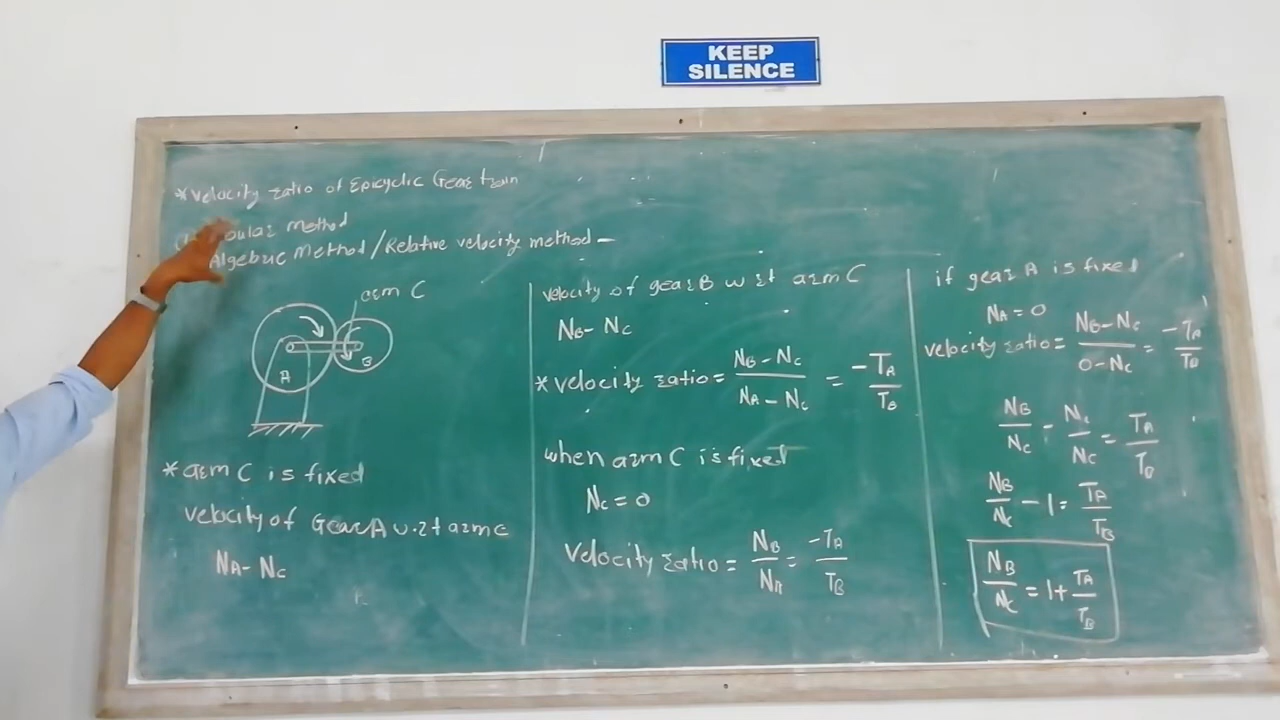 KEEP
SILENCE
*Velocity ratio of Epicyclic Gear train
Method
Algebric Method/Relative velocity method -
arm C
A
B
*arm C is fixed
velocity of Gear A w.r.t arm C
NA - NC
velocity of gear B w r t arm C
NB - NC
*velocity ratio = NB - NC / NA - NC = -TA / TB
when arm C is fixed
NC = 0
Velocity ratio = NB / NA = -TA / TB
if gear A is fixed
NA = 0
velocity ratio = NB - NC / 0 - NC = -TA / TB
NB / NC - NC / NC = TA / TB
NB / NC - 1 = TA / TB
NB / NC = 1 + TA / TB